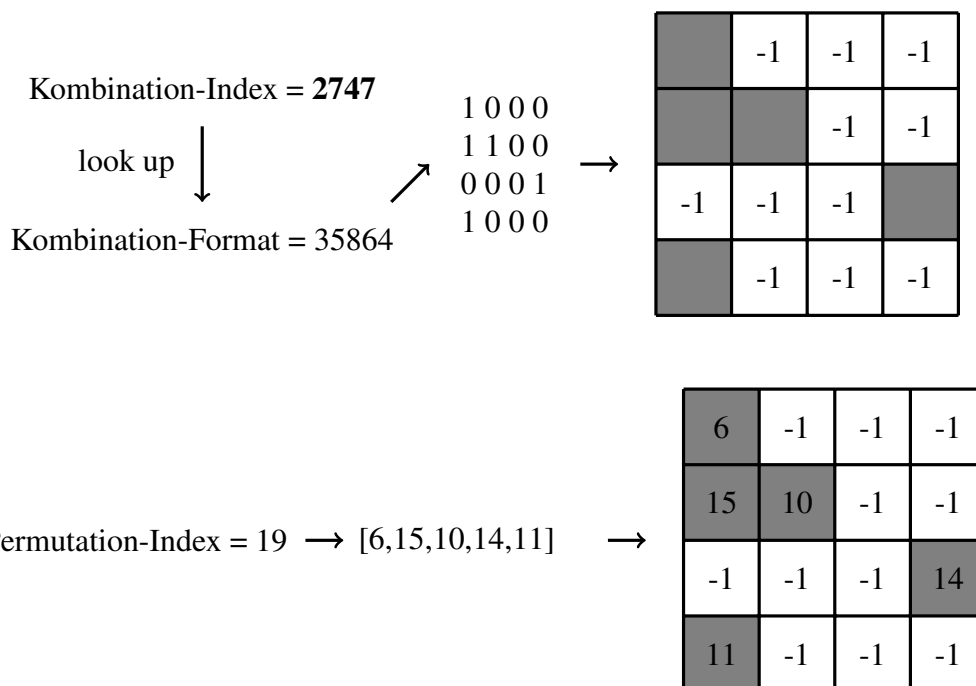 Kombination-Index = 2747
look up
Kombination-Format = 35864
1 0 0 0
1 1 0 0
0 0 0 1
1 0 0 0
-1 -1 -1
-1 -1
-1 -1 -1
-1 -1 -1
ermutation-Index = 19
[6,15,10,14,11]
6 -1 -1 -1
15 10 -1 -1
-1 -1 -1 14
11 -1 -1 -1